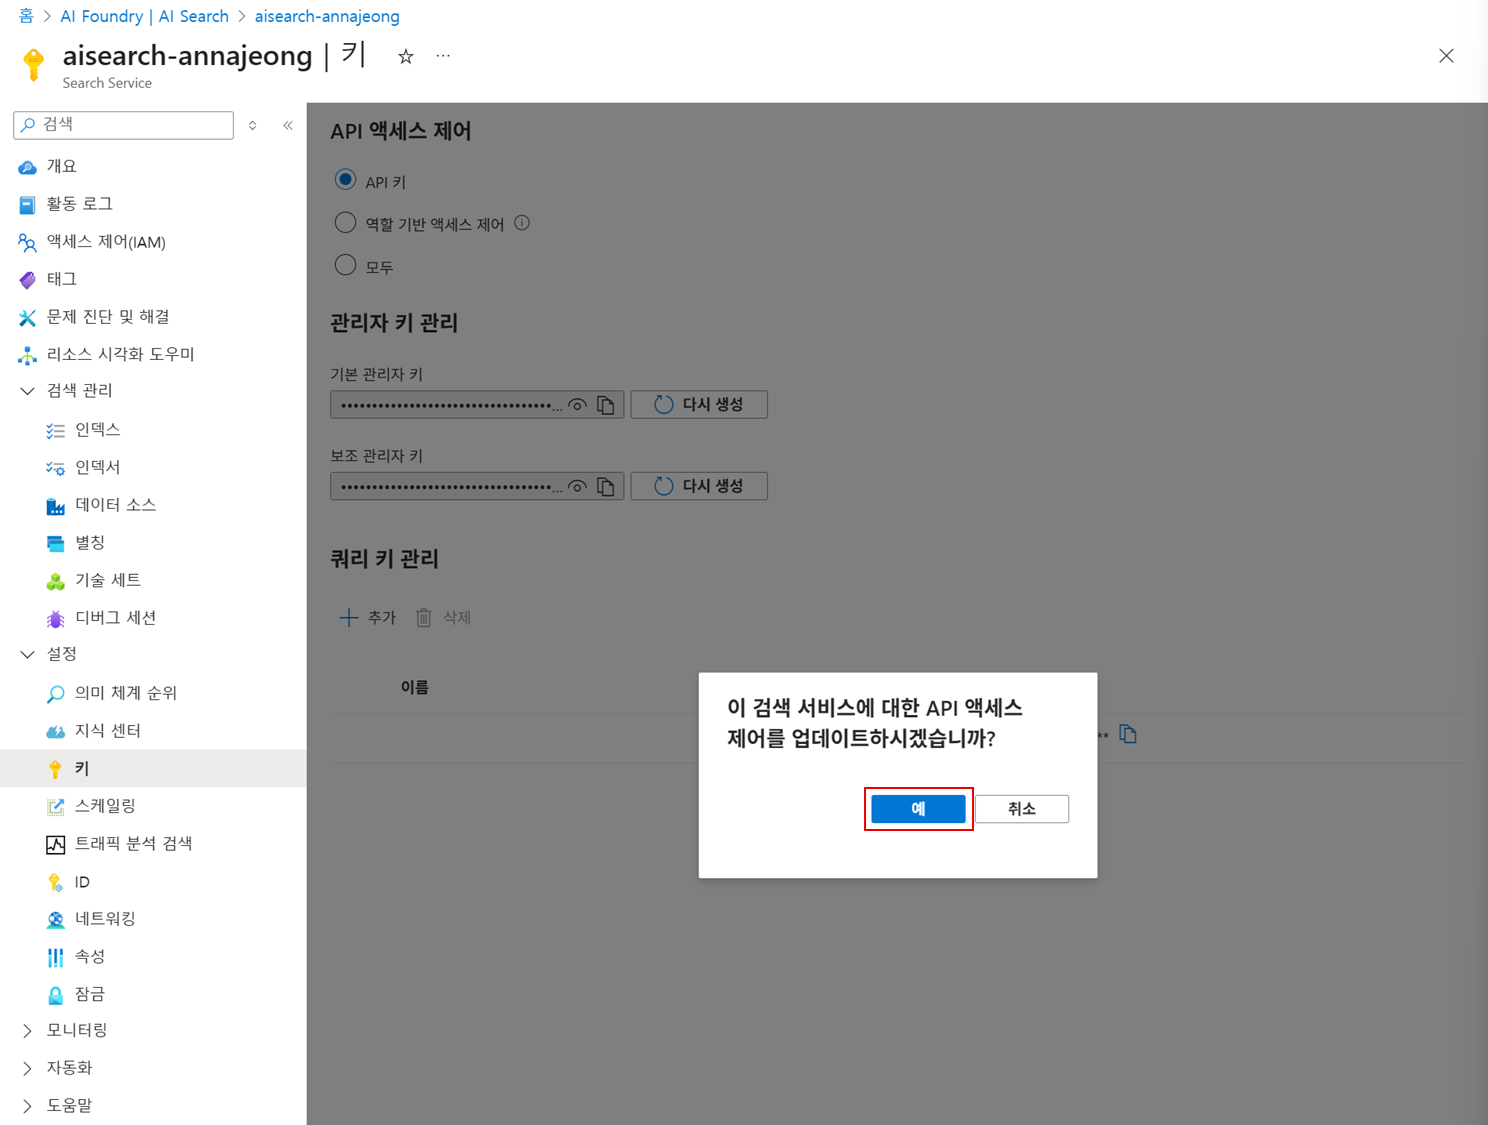 홈 > AI Foundry | AI Search > aisearch-annajeong
aisearch-annajeong | 키
Search Service
검색
개요
활동 로그
액세스 제어(IAM)
태그
문제 진단 및 해결
리소스 시각화 도우미
검색 관리
인덱스
인덱서
데이터 소스
별칭
기술 세트
디버그 세션
설정
의미 체계 순위
지식 센터
키
스케일링
트래픽 분석 검색
ID
네트워킹
속성
잠금
모니터링
자동화
도움말
API 액세스 제어
API 키
역할 기반 액세스 제어
모두
관리자 키 관리
기본 관리자 키
다시 생성
보조 관리자 키
다시 생성
쿼리 키 관리
추가 삭제
이름
**
이 검색 서비스에 대한 API 액세스
제어를 업데이트하시겠습니까?
예 취소